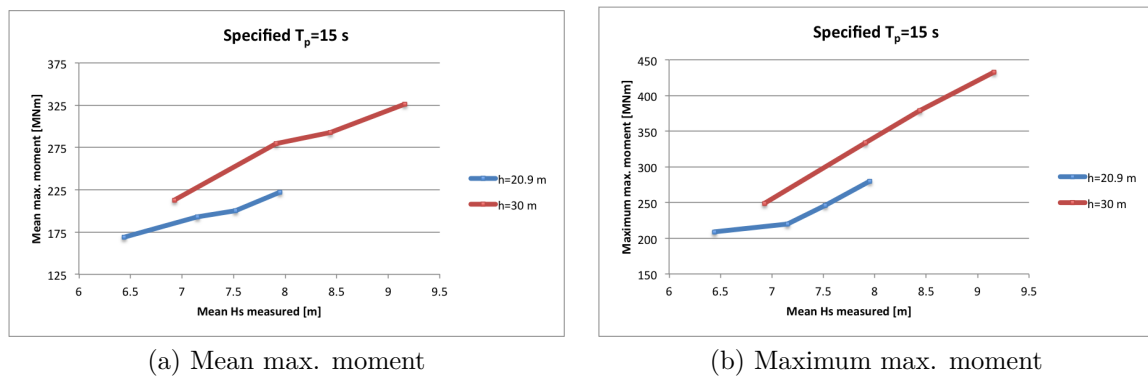 Specified Tp=15 s
Mean max. moment [MNm]
375
325
275
225
175
125
6 6.5 7 7.5 8 8.5 9 9.5
Mean Hs measured [m]
h=20.9 m
h=30 m
(a) Mean max. moment
Specified Tp=15 s
Maximum max. moment [MNm]
450
400
350
300
250
200
150
6 6.5 7 7.5 8 8.5 9 9.5
Mean Hs measured [m]
h=20.9 m
h=30 m
(b) Maximum max. moment